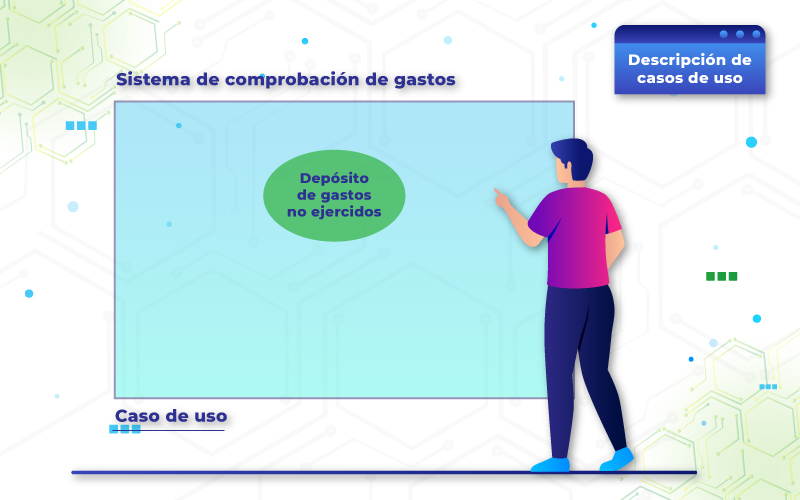 Descripción de
casos de uso
Sistema de comprobación de gastos
Depósito
de gastos
no ejercidos
Caso de uso